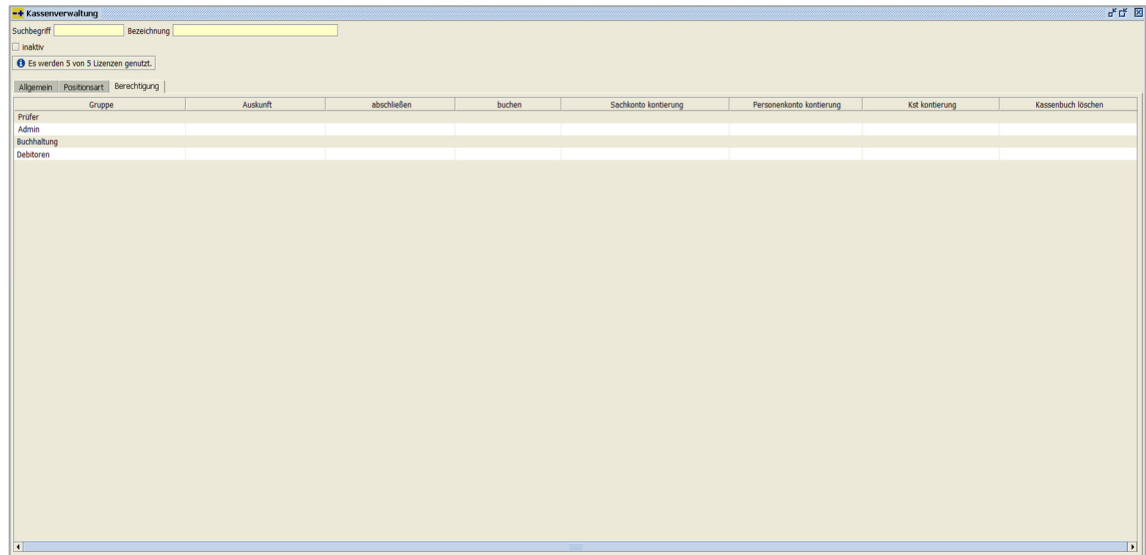 Kassenverwaltung
Suchbegriff Bezeichnung
inaktiv
Es werden 5 von 5 Lizenzen genutzt.
Allgemein Positionsart Berechtigung
Gruppe Auskunft abschließen buchen Sachkonto kontierung Personenkonto kontierung Kst kontierung Kassenbuch löschen
Prüfer
Admin
Buchhaltung
Debitoren